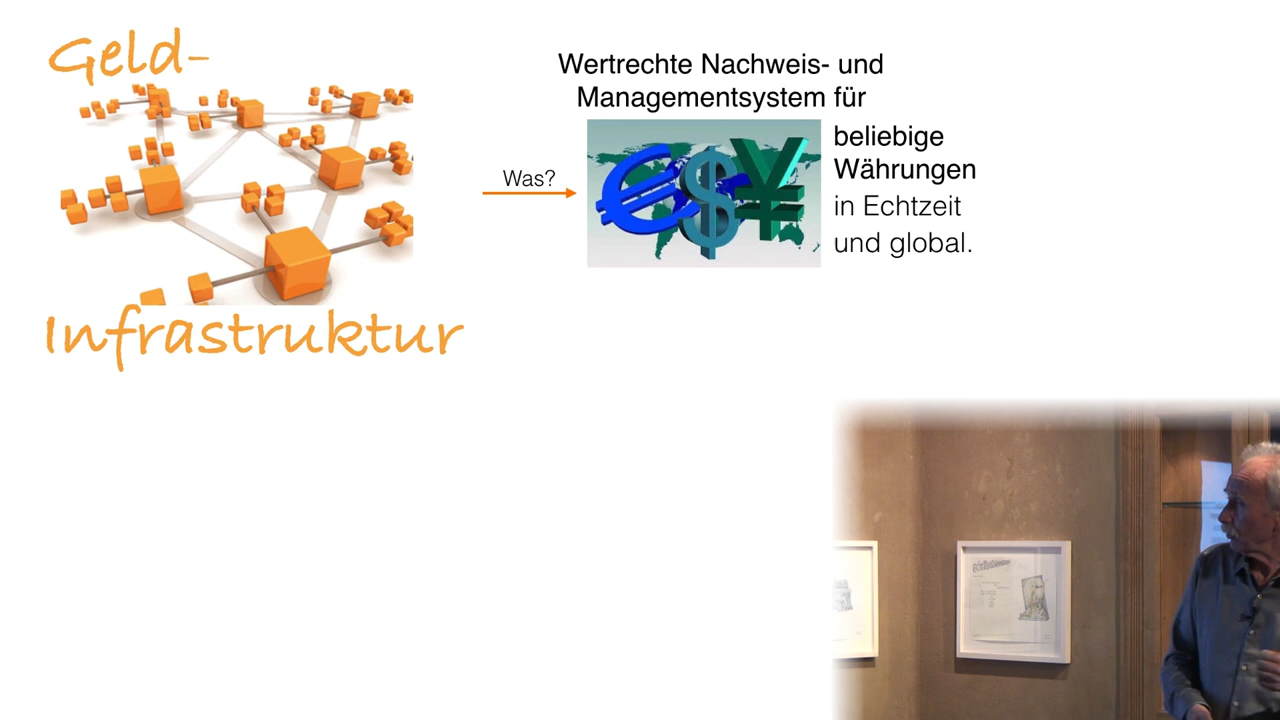 Geld-
Infrastruktur
Was?
Wertrechte Nachweis- und
Managementsystem für
€$¥
beliebige
Währungen
in Echtzeit
und global.